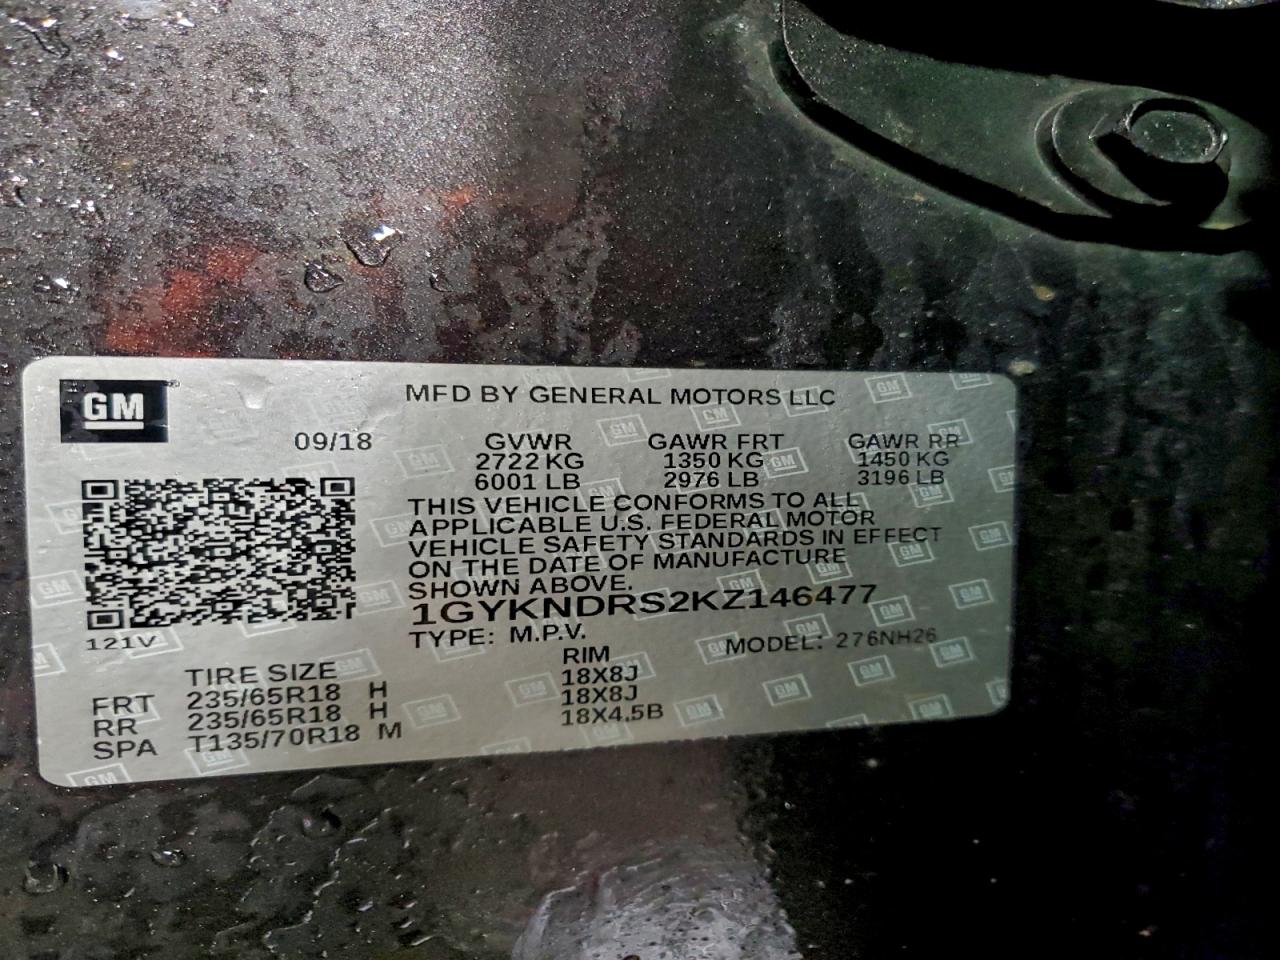 GM
MFD BY GENERAL MOTORS LLC
09/18
GVWR GAWR FRT GAWR RR
2722 KG 1350 KG 1450 KG
6001 LB 2976 LB 3196 LB
THIS VEHICLE CONFORMS TO ALL
APPLICABLE U.S. FEDERAL MOTOR
VEHICLE SAFETY STANDARDS IN EFFECT
ON THE DATE OF MANUFACTURE
SHOWN ABOVE.
1GYKNDRS2KZ146477
121V
TYPE: M.P.V. MODEL: 276NH26
TIRE SIZE RIM
FRT 235/65R18 H 18X8J
RR 235/65R18 H 18X8J
SPA T135/70R18 M 18X4.5B